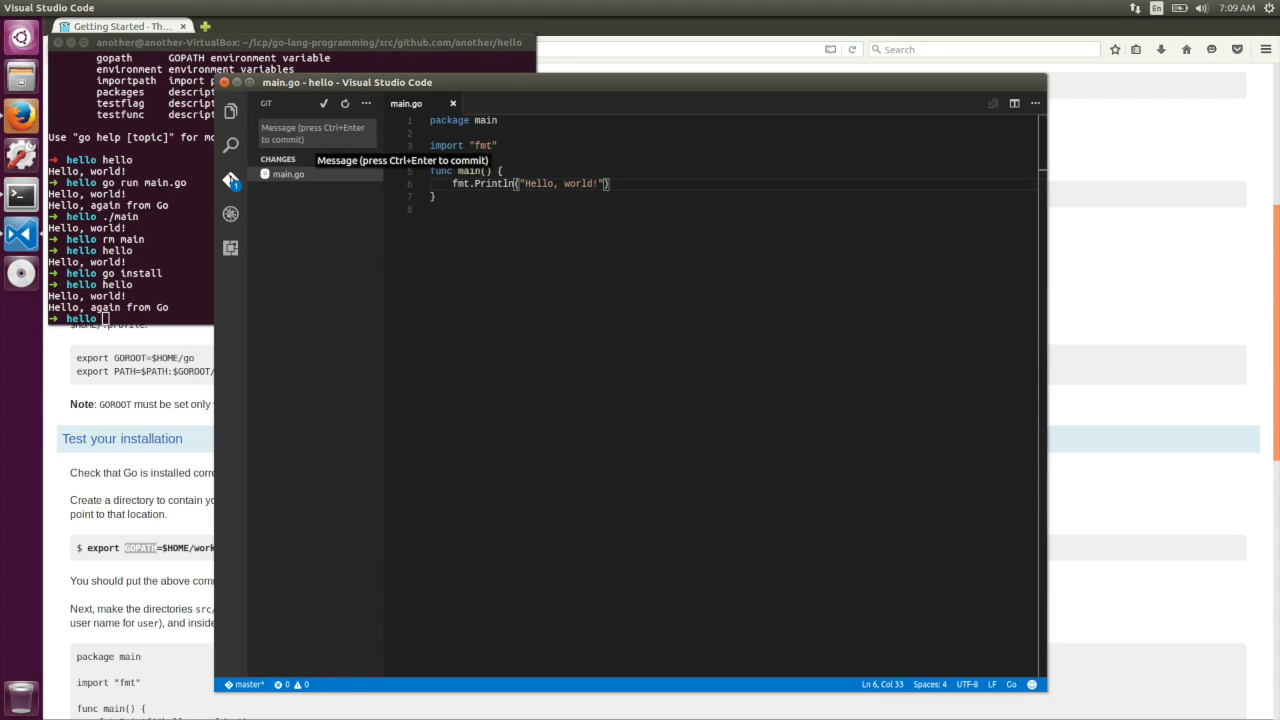 Visual Studio Code
En
7:09 AM
Getting Started - Th...
another@another-VirtualBox: ~/lcp/go-lang-programming/src/github.com/another/hello
Search
gopath GOPATH environment variable
environment environment variables
importpath import p
packages descript
testflag descript
testfunc descript
Use "go help [topic]" for mo
➜ hello hello
Hello, world!
➜ hello go run main.go
Hello, world!
Hello, again from Go
➜ hello ./main
Hello, world!
➜ hello rm main
➜ hello hello
Hello, world!
➜ hello go install
➜ hello hello
Hello, world!
Hello, again from Go
➜ hello
main.go - hello - Visual Studio Code
GIT
Message (press Ctrl+Enter
to commit)
CHANGES
main.go
Message (press Ctrl+Enter to commit)
1
main.go
1 package main
2
3 import "fmt"
func main() {
6 fmt.Println("Hello, world!")
7 }
8
master*
0
0
Ln 6, Col 33
Spaces: 4
UTF-8
LF
Go
$HOME/.profile:
export GOROOT=$HOME/go
export PATH=$PATH:$GOROOT/
Note: GOROOT must be set only
Test your installation
Check that Go is installed corre
Create a directory to contain yo
point to that location.
$ export GOPATH=$HOME/work
You should put the above com
Next, make the directories src/
user name for user), and inside
package main
import "fmt"
func main() {